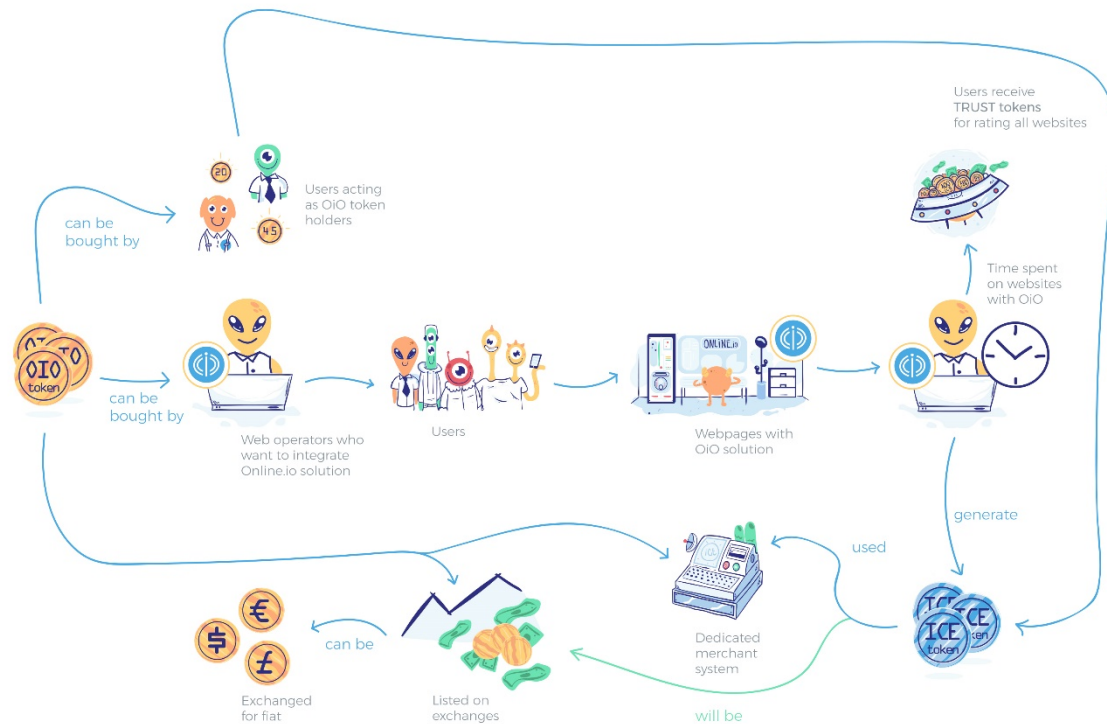 Users receive
TRUST tokens
for rating all websites
20
45
Users acting
as OiO token
holders
can be
bought by
Time spent
on websites
with OiO
OIO
token
can be
bought by
ONLINE.io
Web operators who
want to integrate
Online.io solution
Users
Webpages with
OiO solution
generate
used
ICE
ICE
ICE
token
Dedicated
merchant
system
€
$
£
can be
Exchanged
for fiat
Listed on
exchanges
will be